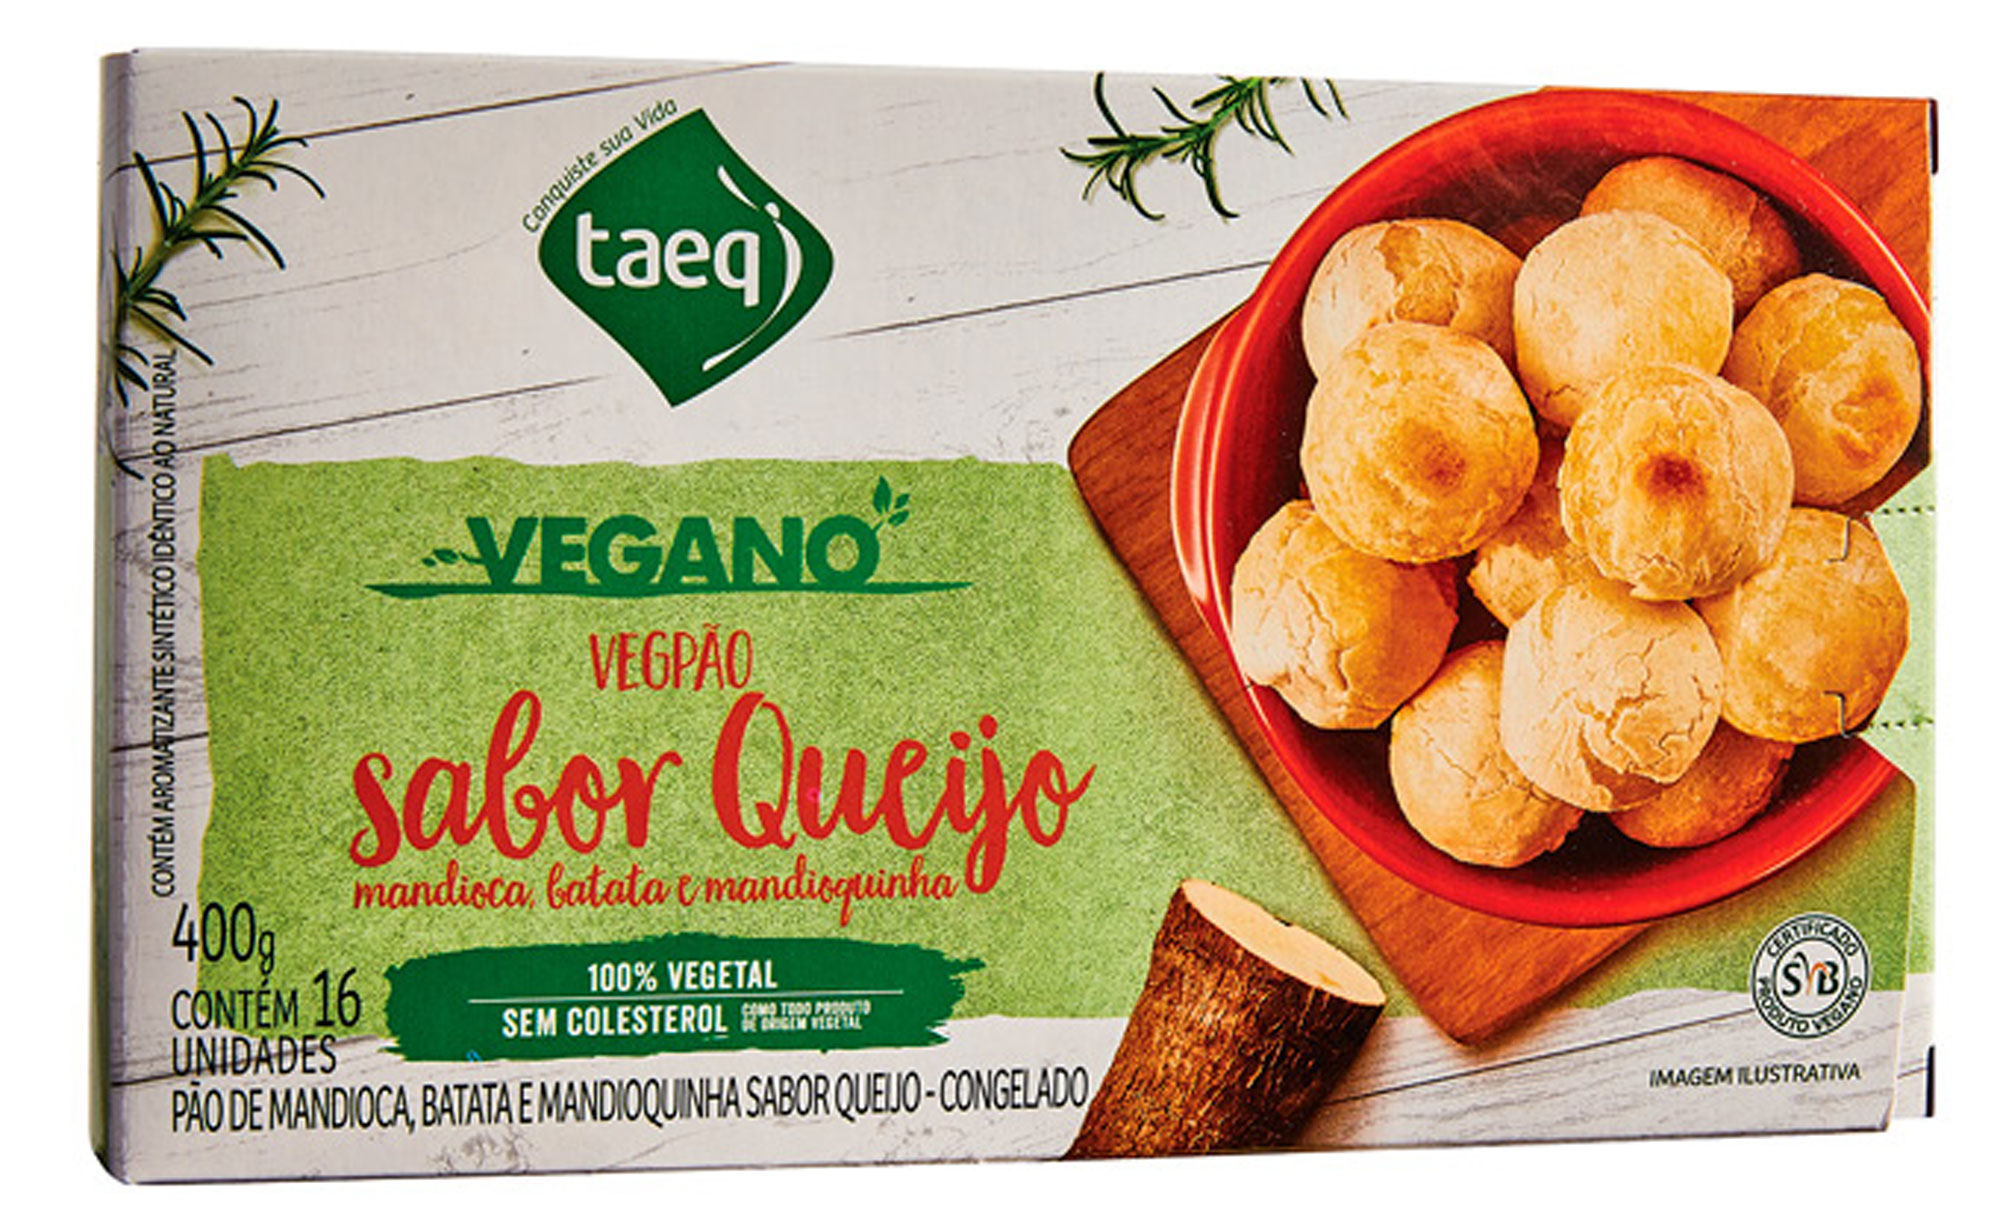 Conquiste sua Vida
taeq
CONTÉM AROMATIZANTE SINTÉTICO IDÊNTICO AO NATURAL
VEGANO
VEGPÃO
sabor Queijo
mandioca, batata e mandioquinha
100% VEGETAL
SEM COLESTEROL
COMO TODO PRODUTO
DE ORIGEM VEGETAL
400g
CONTÉM 16
UNIDADES
PÃO DE MANDIOCA, BATATA E MANDIOQUINHA SABOR QUEIJO - CONGELADO
CERTIFICADO
SVB
PRODUTO VEGANO
IMAGEM ILUSTRATIVA